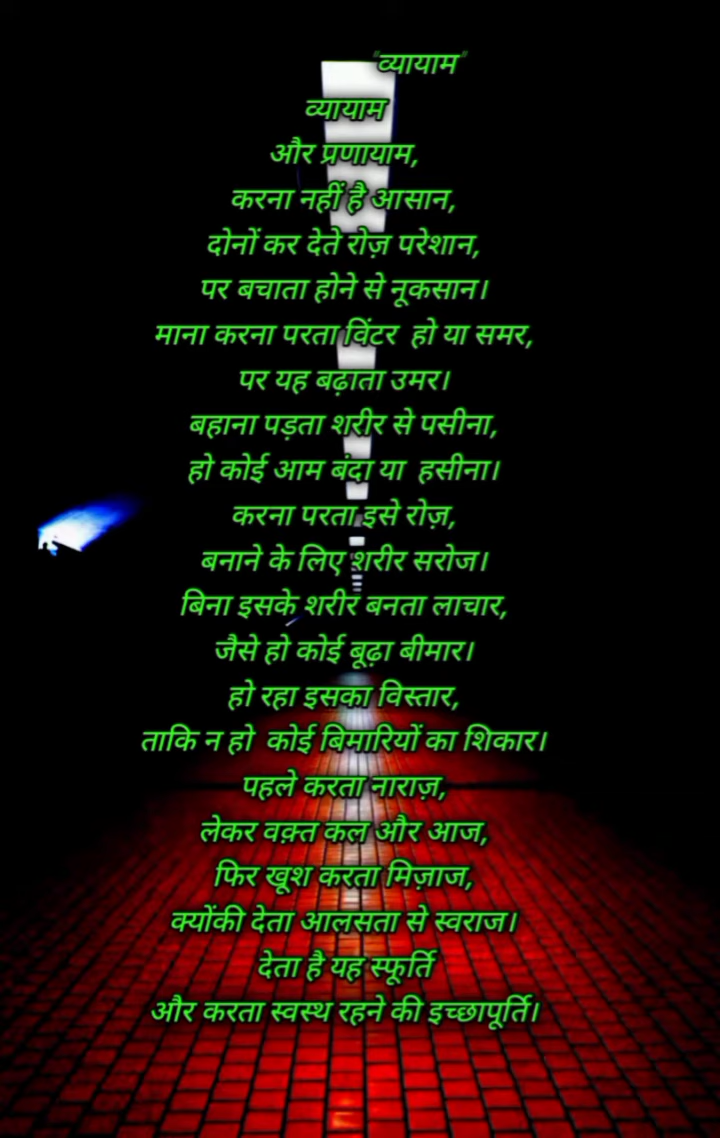 "व्यायाम"
व्यायाम
और प्रणायाम,
करना नहीं है आसान,
दोनों कर देते रोज़ परेशान,
पर बचाता होने से नूकसान।
माना करना परता विंटर हो या समर,
पर यह बढ़ाता उमर।
बहाना पड़ता शरीर से पसीना,
हो कोई आम बंदा या हसीना।
करना परता इसे रोज़,
बनाने के लिए शरीर सरोज।
बिना इसके शरीर बनता लाचार,
जैसे हो कोई बूढ़ा बीमार।
हो रहा इसका विस्तार,
ताकि न हो कोई बिमारियों का शिकार।
पहले करता नाराज़,
लेकर वक़्त कल और आज,
फिर खूश करता मिज़ाज,
क्योंकी देता आलसता से स्वराज।
देता है यह स्फूर्ति
और करता स्वस्थ रहने की इच्छापूर्ति।